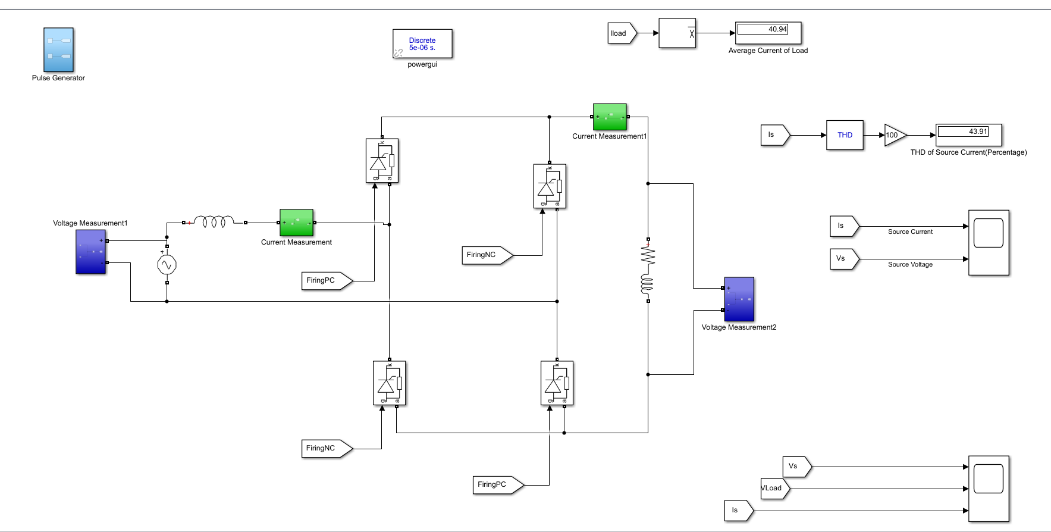 Pulse Generator
Discrete
5e-06 s.
powergui
Iload
40.94
Average Current of Load
Is
THD
100
43.91
THD of Source Current(Percentage)
Current Measurement1
Voltage Measurement1
Current Measurement
FiringPC
FiringNC
Is
Source Current
Vs
Source Voltage
Voltage Measurement2
FiringNC
FiringPC
Vs
VLoad
Is